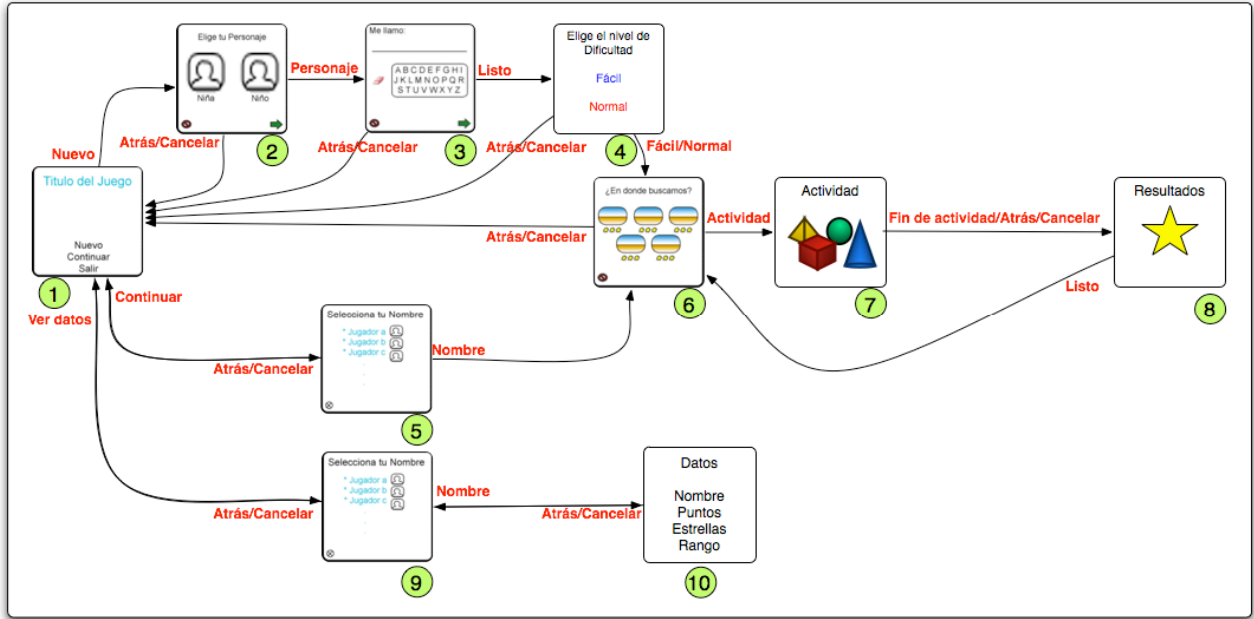 Elige tu Personaje
Niña
Niño
2
Personaje
Atrás/Cancelar
Nuevo
Me llamo:
A B C D E F G H I
J K L M N O P Q R
S T U V W X Y Z
3
Listo
Atrás/Cancelar
Elige el nivel de
Dificultad
Fácil
Normal
4
Atrás/Cancelar
Fácil/Normal
Titulo del Juego
Nuevo
Continuar
Salir
1
Ver datos
Continuar
¿En donde buscamos?
6
Atrás/Cancelar
Actividad
Actividad
7
Fin de actividad/Atrás/Cancelar
Resultados
8
Listo
Selecciona tu Nombre
* Jugador a
* Jugador b
* Jugador c
5
Atrás/Cancelar
Nombre
Selecciona tu Nombre
* Jugador a
* Jugador b
* Jugador c
9
Atrás/Cancelar
Nombre
Atrás/Cancelar
Datos
Nombre
Puntos
Estrellas
Rango
10